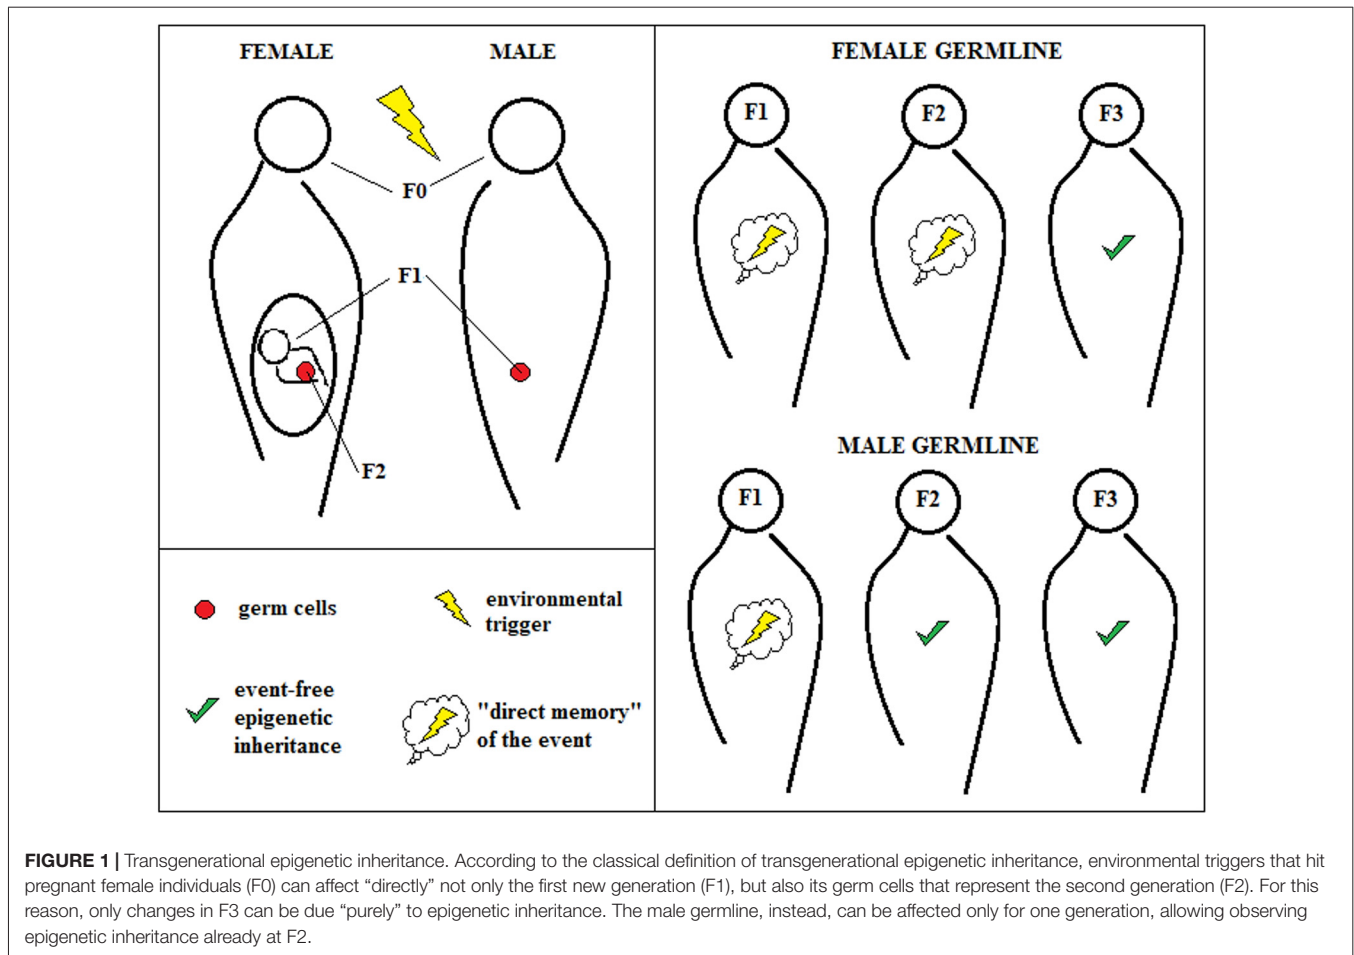 FEMALE
MALE
F0
F1
F2
germ cells
environmental
trigger
event-free
epigenetic
inheritance
"direct memory"
of the event
FEMALE GERMLINE
F1
F2
F3
MALE GERMLINE
F1
F2
F3
FIGURE 1 | Transgenerational epigenetic inheritance. According to the classical definition of transgenerational epigenetic inheritance, environmental triggers that hit
pregnant female individuals (F0) can affect “directly” not only the first new generation (F1), but also its germ cells that represent the second generation (F2). For this
reason, only changes in F3 can be due “purely” to epigenetic inheritance. The male germline, instead, can be affected only for one generation, allowing observing
epigenetic inheritance already at F2.